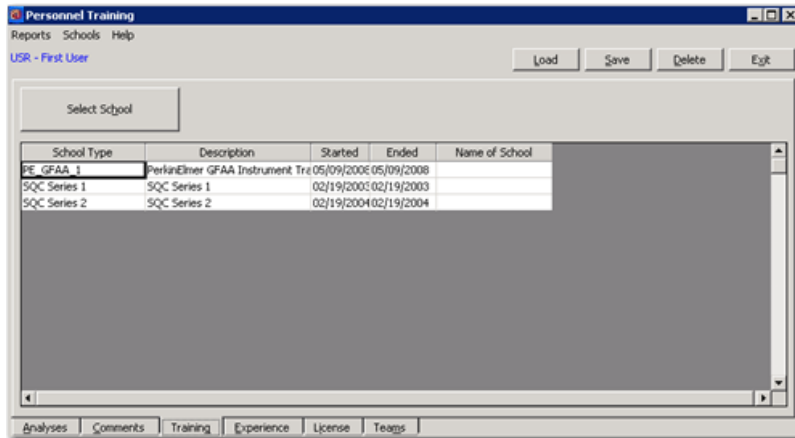 Personnel Training
Reports Schools Help
USR - First User
Load Save Delete Exit
Select School
School Type Description Started Ended Name of School
PE_GFAA_1 PerkinElmer GFAA Instrument Tra 05/09/2008 05/09/2008
SQC Series 1 SQC Series 1 02/19/2003 02/19/2003
SQC Series 2 SQC Series 2 02/19/2004 02/19/2004
Analyses Comments Training Experience License Teams